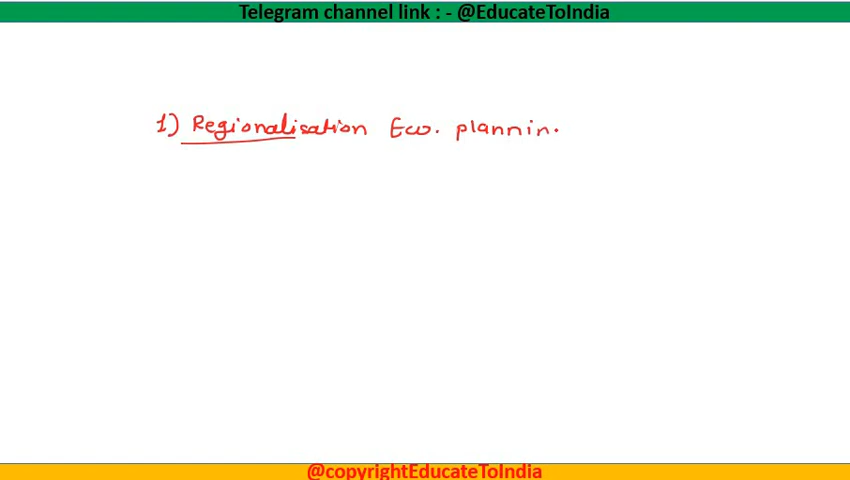 Telegram channel link : - @EducateToIndia
1) Regionalisation Eco. plannin.
@copyrightEducateToIndia